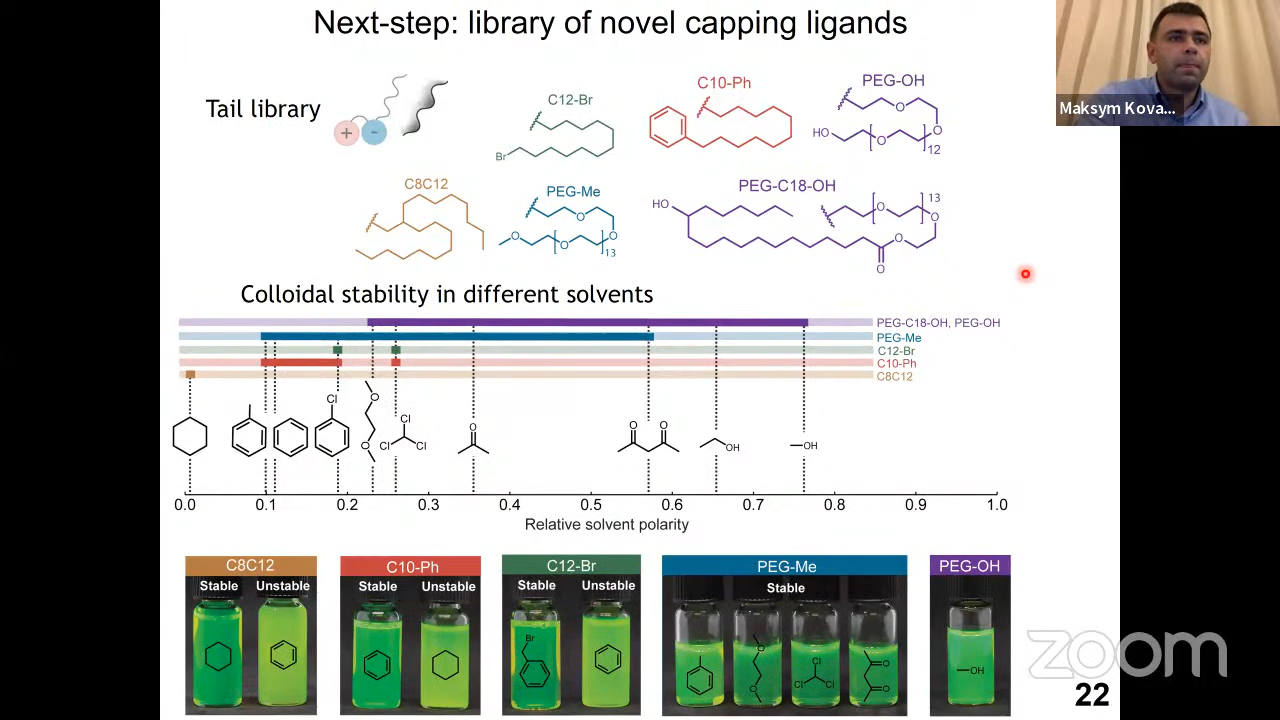 Next-step: library of novel capping ligands
Maksym Kova...
Tail library
+
-
C12-Br
Br
C10-Ph
PEG-OH
O
HO
O
O
12
C8C12
PEG-Me
O
O
O
O
13
PEG-C18-OH
HO
O
13
O
O
O
Colloidal stability in different solvents
PEG-C18-OH, PEG-OH
PEG-Me
C12-Br
C10-Ph
C8C12
Cl
O
O
Cl
Cl
Cl
O
O
O
OH
OH
0.0 0.1 0.2 0.3 0.4 0.5 0.6 0.7 0.8 0.9 1.0
Relative solvent polarity
C8C12
Stable Unstable
C10-Ph
Stable Unstable
C12-Br
Stable Unstable
Br
PEG-Me
Stable
O
O
Cl
Cl
Cl
O
O
PEG-OH
OH
zoom
22